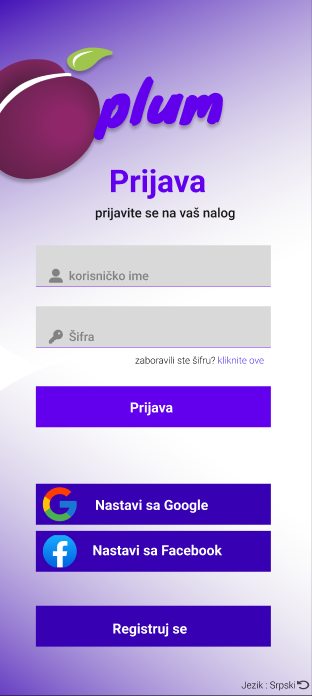 plum
Prijava
prijavite se na vaš nalog
korisničko ime
Šifra
zaboravili ste šifru? kliknite ove
Prijava
Nastavi sa Google
Nastavi sa Facebook
Registruj se
Jezik : Srpski